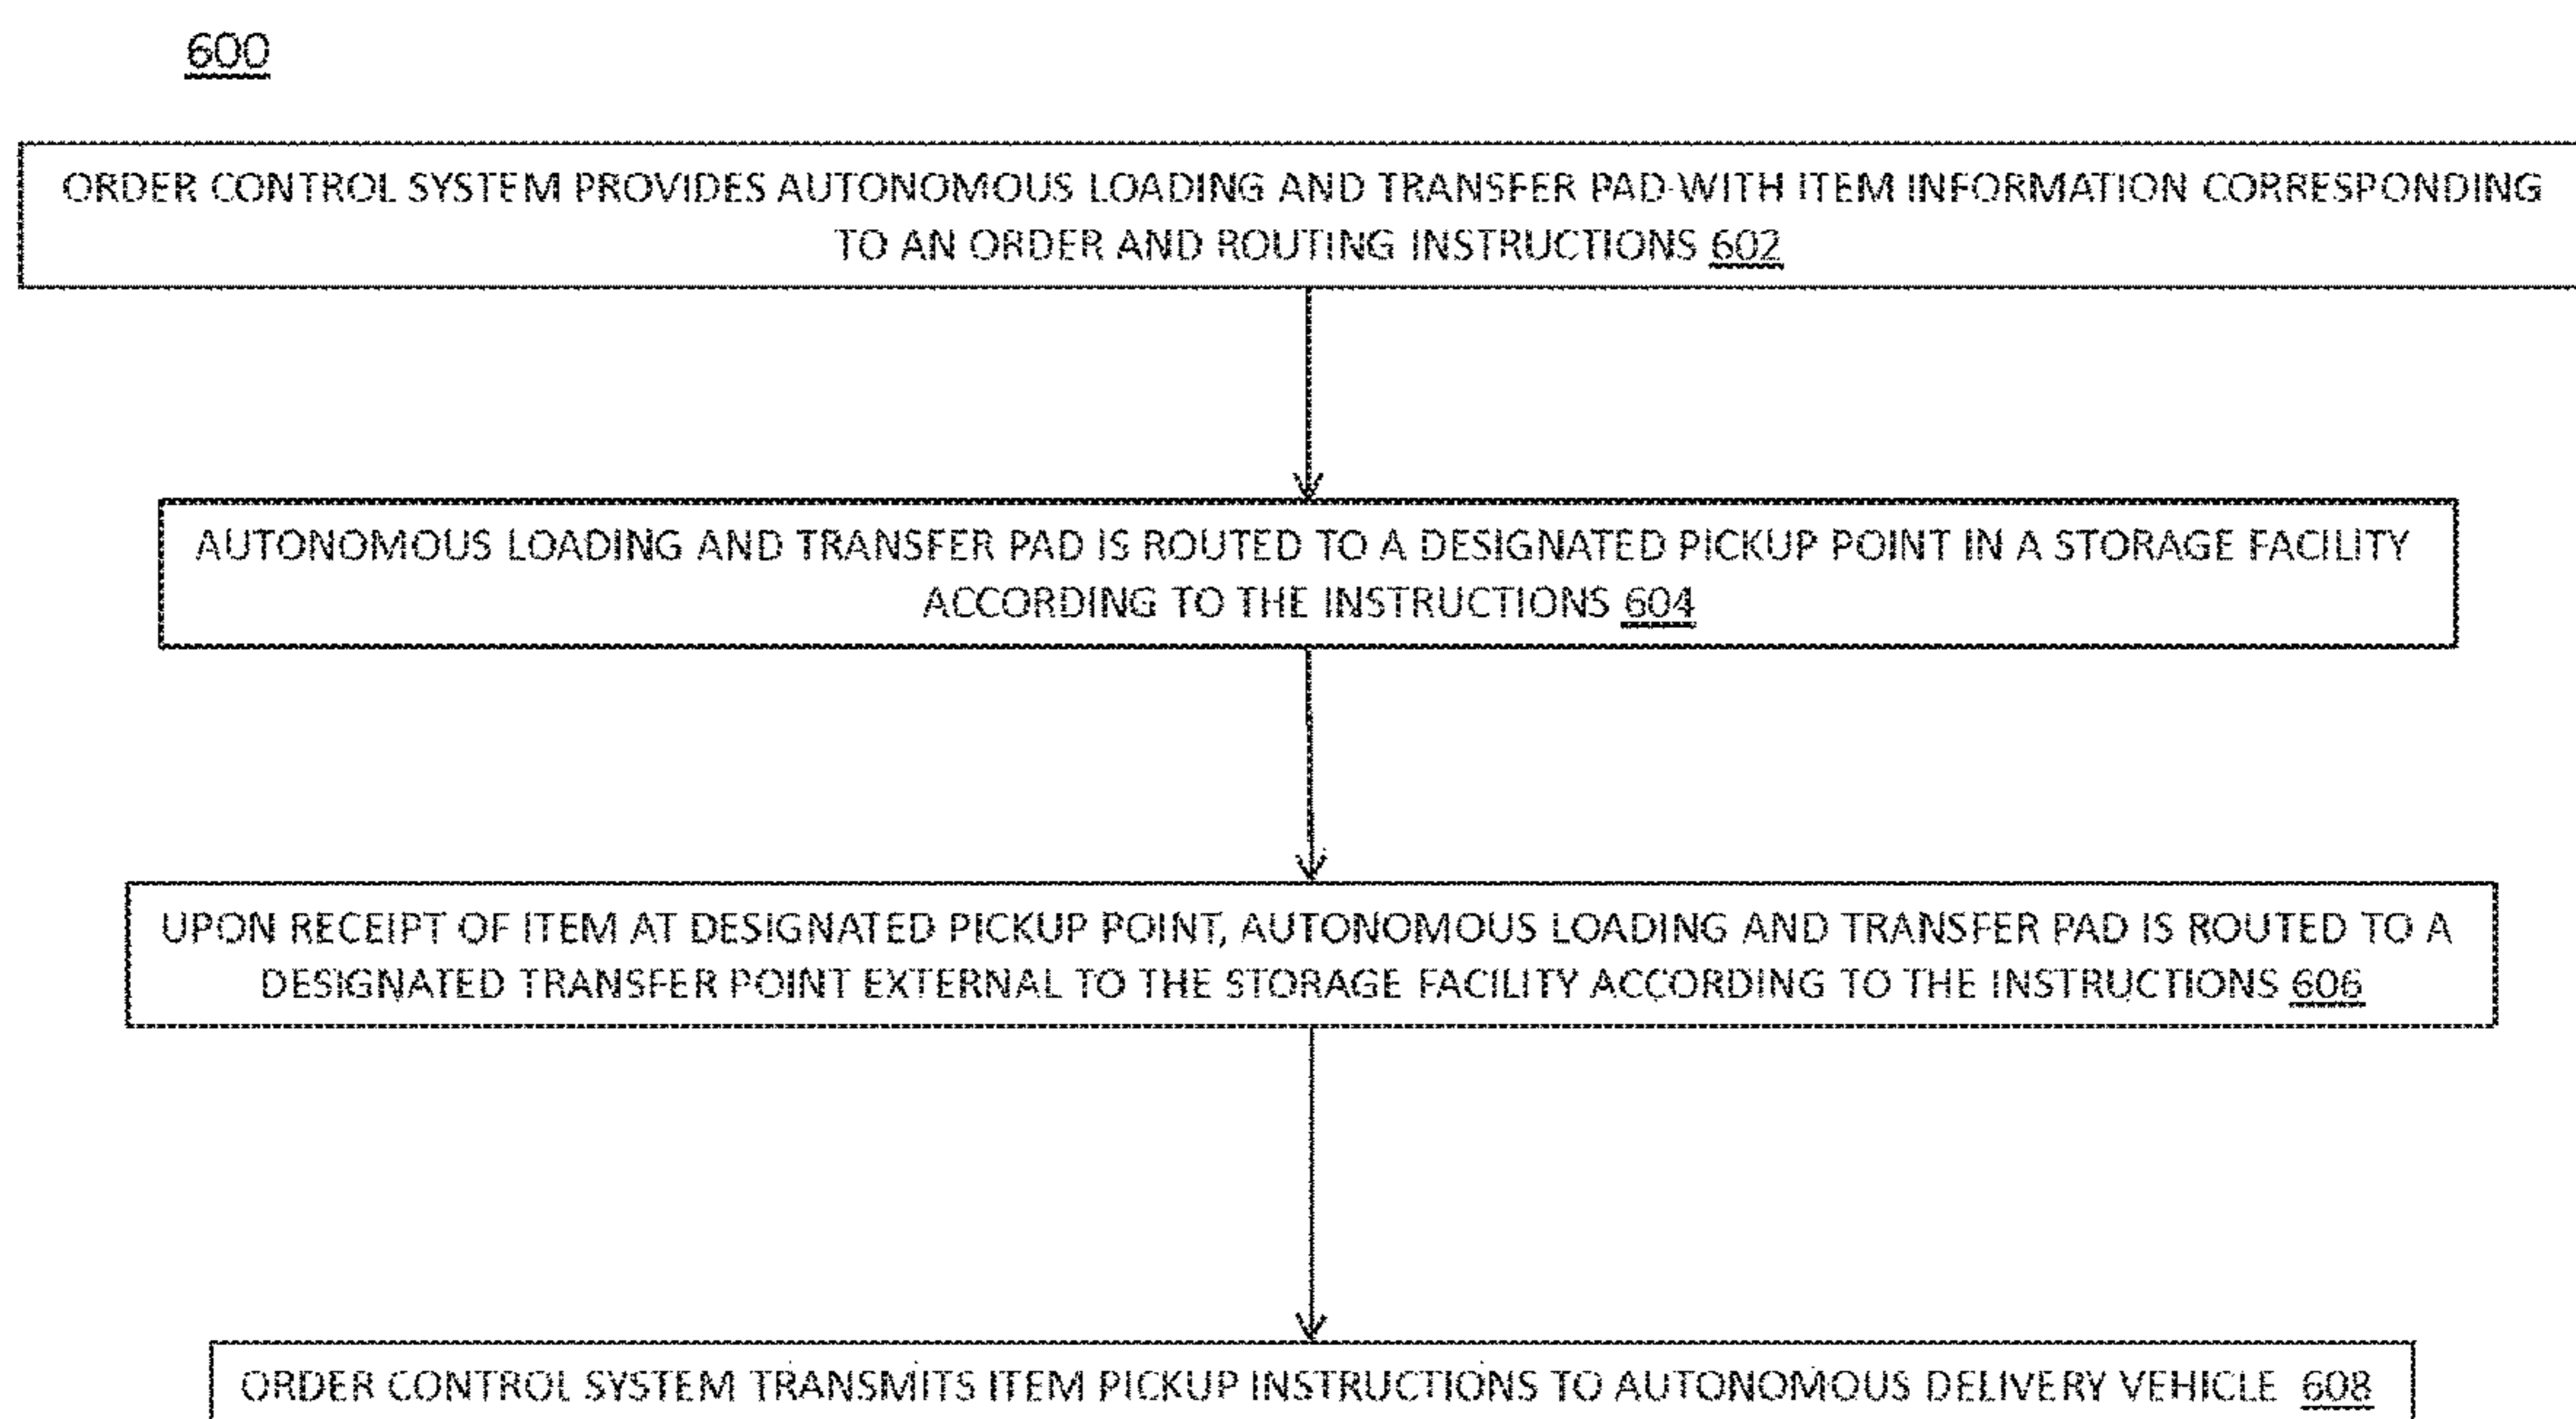 600
ORDER CONTROL SYSTEM PROVIDES AUTONOMOUS LOADING AND TRANSFER PAD WITH ITEM INFORMATION CORRESPONDING
TO AN ORDER AND ROUTING INSTRUCTIONS 602
AUTONOMOUS LOADING AND TRANSFER PAD IS ROUTED TO A DESIGNATED PICKUP POINT IN A STORAGE FACILITY
ACCORDING TO THE INSTRUCTIONS 604
UPON RECEIPT OF ITEM AT DESIGNATED PICKUP POINT, AUTONOMOUS LOADING AND TRANSFER PAD IS ROUTED TO A
DESIGNATED TRANSFER POINT EXTERNAL TO THE STORAGE FACILITY ACCORDING TO THE INSTRUCTIONS 606
ORDER CONTROL SYSTEM TRANSMITS ITEM PICKUP INSTRUCTIONS TO AUTONOMOUS DELIVERY VEHICLE 608